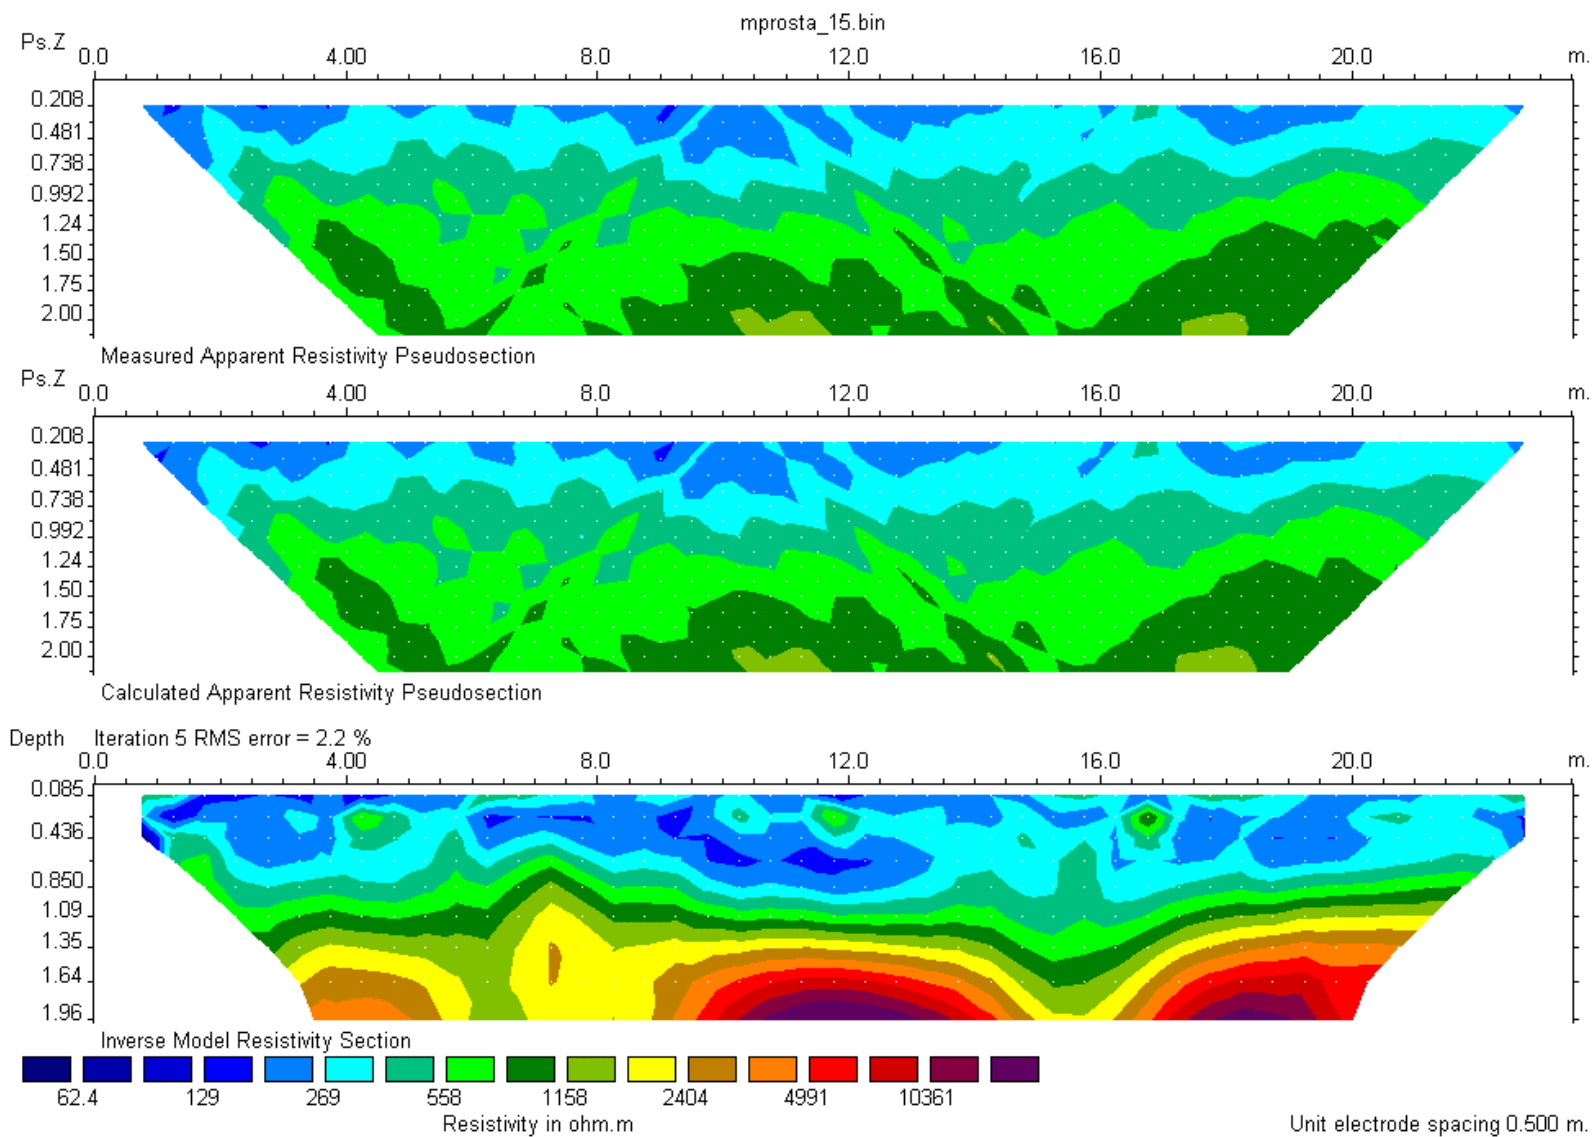 mprosta_15.bin
Ps.Z 0.0 4.00 8.0 12.0 16.0 20.0 m.
0.208
0.481
0.738
0.992
1.24
1.50
1.75
2.00
Measured Apparent Resistivity Pseudosection
Ps.Z 0.0 4.00 8.0 12.0 16.0 20.0 m.
0.208
0.481
0.738
0.992
1.24
1.50
1.75
2.00
Calculated Apparent Resistivity Pseudosection
Depth Iteration 5 RMS error = 2.2 %
0.0 4.00 8.0 12.0 16.0 20.0 m.
0.085
0.436
0.850
1.09
1.35
1.64
1.96
Inverse Model Resistivity Section
62.4 129 269 558 1158 2404 4991 10361
Resistivity in ohm.m Unit electrode spacing 0.500 m.